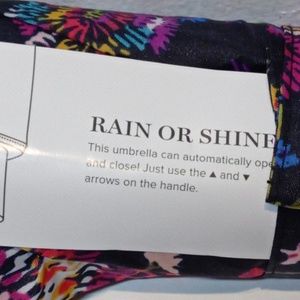 RAIN OR SHINE
This umbrella can automatically ope
and close! Just use the ▲ and ▼
arrows on the handle.